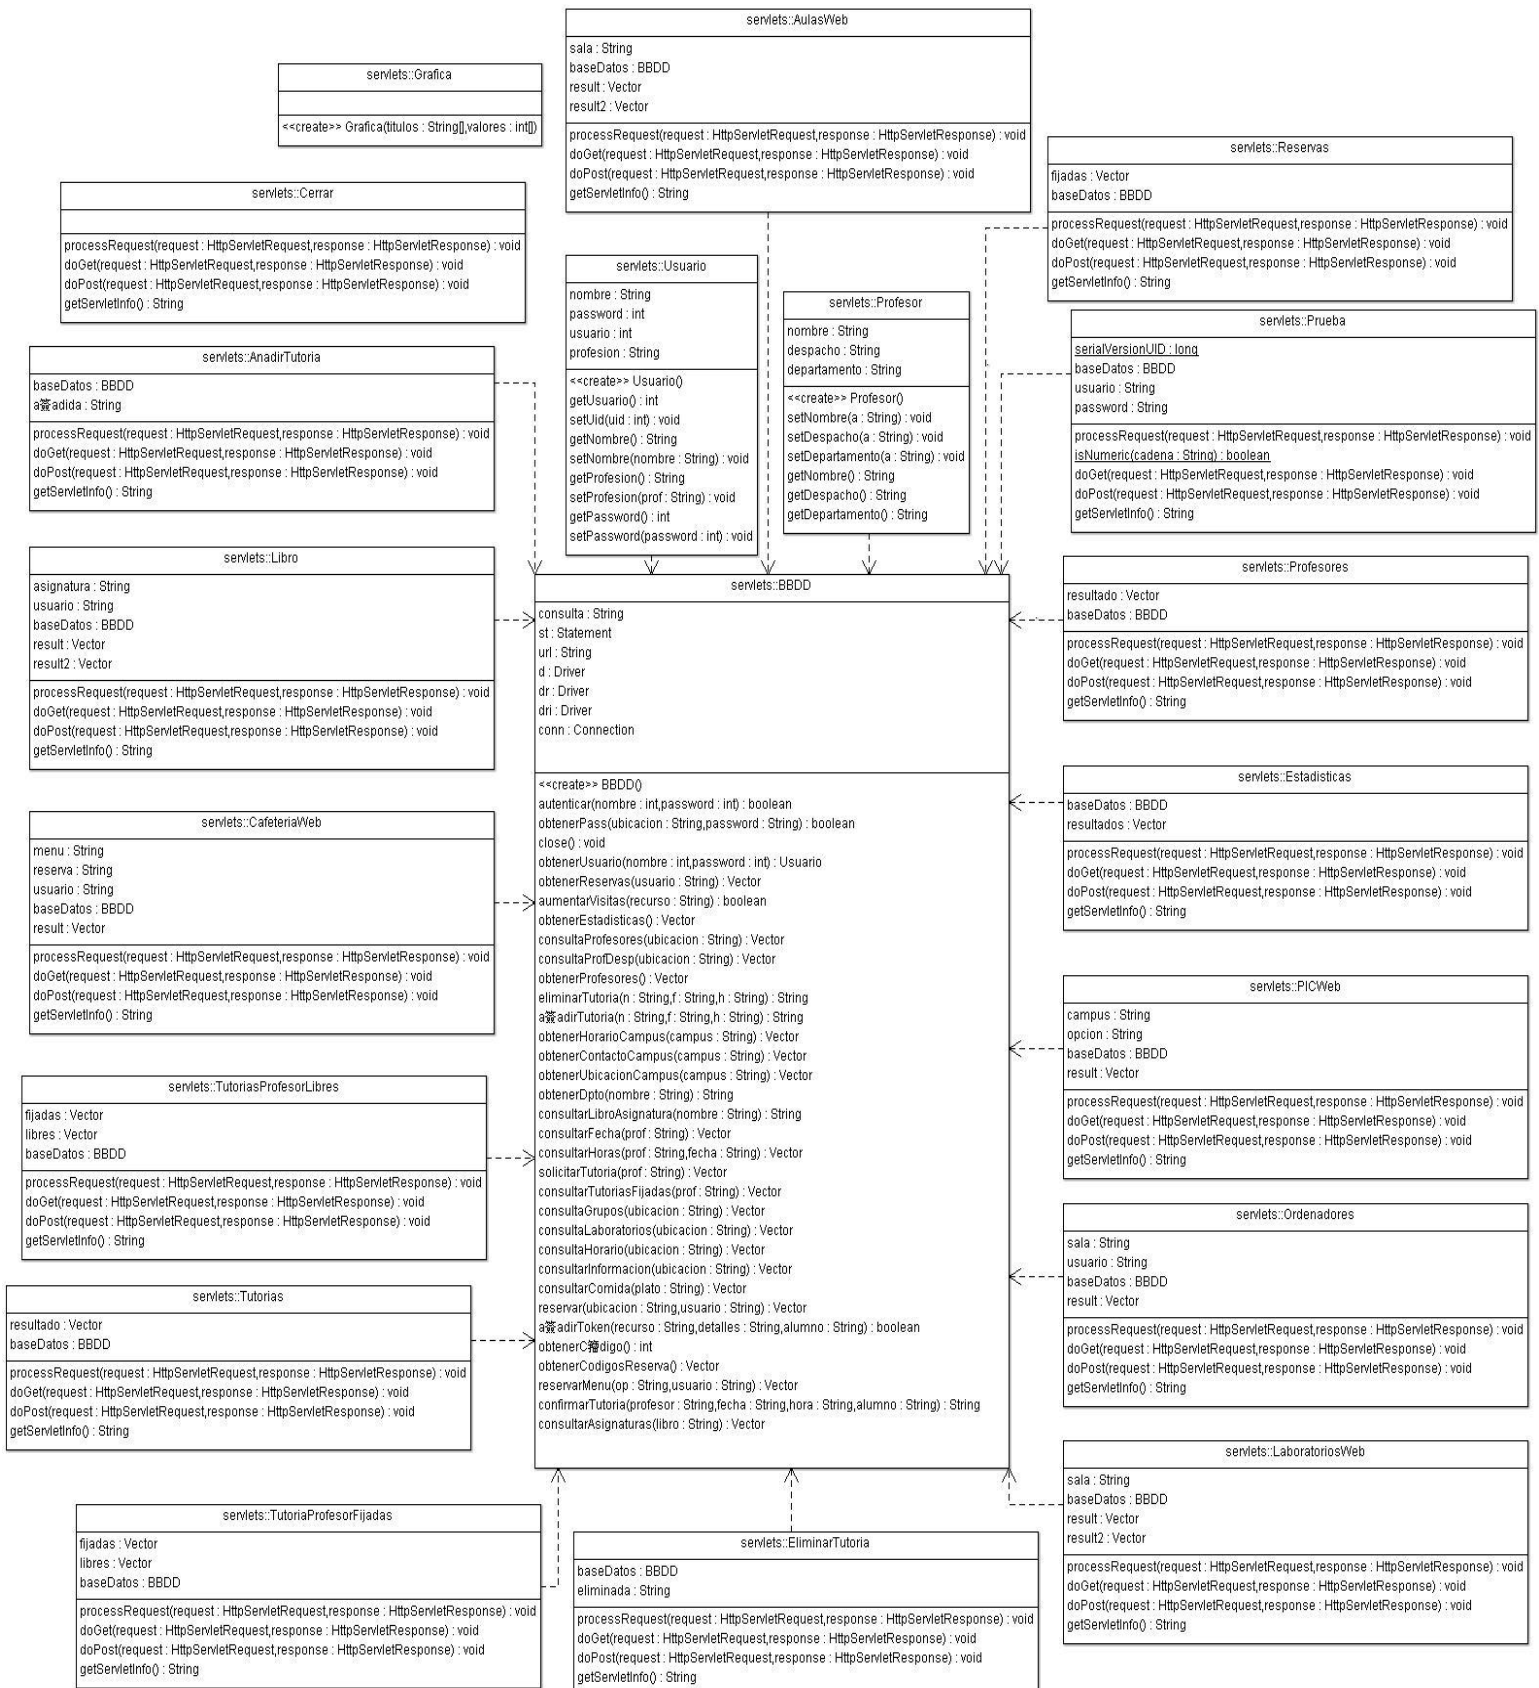 servlets::AulasWeb
sala : String
baseDatos : BBDD
result : Vector
result2 : Vector
processRequest(request : HttpServletRequest,response : HttpServletResponse) : void
doGet(request : HttpServletRequest,response : HttpServletResponse) : void
doPost(request : HttpServletRequest,response : HttpServletResponse) : void
getServletInfo() : String
servlets::Grafica
<<create>> Grafica(titulos : String[],valores : int[])
servlets::Reservas
fijadas : Vector
baseDatos : BBDD
processRequest(request : HttpServletRequest,response : HttpServletResponse) : void
doGet(request : HttpServletRequest,response : HttpServletResponse) : void
doPost(request : HttpServletRequest,response : HttpServletResponse) : void
getServletInfo() : String
servlets::Cerrar
processRequest(request : HttpServletRequest,response : HttpServletResponse) : void
doGet(request : HttpServletRequest,response : HttpServletResponse) : void
doPost(request : HttpServletRequest,response : HttpServletResponse) : void
getServletInfo() : String
servlets::Usuario
nombre : String
password : int
usuario : int
profesion : String
<<create>> Usuario()
getUsuario() : int
setUid(uid : int) : void
getNombre() : String
setNombre(nombre : String) : void
getProfesion() : String
setProfesion(prof : String) : void
getPassword() : int
setPassword(password : int) : void
servlets::Profesor
nombre : String
despacho : String
departamento : String
<<create>> Profesor()
setNombre(a : String) : void
setDespacho(a : String) : void
setDepartamento(a : String) : void
getNombre() : String
getDespacho() : String
getDepartamento() : String
servlets::Prueba
serialVersionUID : long
baseDatos : BBDD
usuario : String
password : String
processRequest(request : HttpServletRequest,response : HttpServletResponse) : void
isNumeric(cadena : String) : boolean
doGet(request : HttpServletRequest,response : HttpServletResponse) : void
doPost(request : HttpServletRequest,response : HttpServletResponse) : void
getServletInfo() : String
servlets::AnadirTutoria
baseDatos : BBDD
: String
processRequest(request : HttpServletRequest,response : HttpServletResponse) : void
doGet(request : HttpServletRequest,response : HttpServletResponse) : void
doPost(request : HttpServletRequest,response : HttpServletResponse) : void
getServletInfo() : String
servlets::Libro
asignatura : String
usuario : String
baseDatos : BBDD
result : Vector
result2 : Vector
processRequest(request : HttpServletRequest,response : HttpServletResponse) : void
doGet(request : HttpServletRequest,response : HttpServletResponse) : void
doPost(request : HttpServletRequest,response : HttpServletResponse) : void
getServletInfo() : String
servlets::BBDD
consulta : String
st : Statement
url : String
d : Driver
dr : Driver
dri : Driver
conn : Connection
<<create>> BBDD()
autenticar(nombre : int,password : int) : boolean
obtenerPass(ubicacion : String,password : String) : boolean
close() : void
obtenerUsuario(nombre : int,password : int) : Usuario
obtenerReservas(usuario : String) : Vector
aumentarVisitas(recurso : String) : boolean
obtenerEstadisticas() : Vector
consultaProfesores(ubicacion : String) : Vector
consultaProfDesp(ubicacion : String) : Vector
obtenerProfesores() : Vector
eliminarTutoria(n : String,f : String,h : String) : String
: String,f : String,h : String) : String
obtenerHorarioCampus(campus : String) : Vector
obtenerContactoCampus(campus : String) : Vector
obtenerUbicacionCampus(campus : String) : Vector
obtenerDpto(nombre : String) : String
consultarLibroAsignatura(nombre : String) : String
consultarFecha(prof : String) : Vector
consultarHoras(prof : String,fecha : String) : Vector
solicitarTutoria(prof : String) : Vector
consultarTutoriasFijadas(prof : String) : Vector
consultaGrupos(ubicacion : String) : Vector
consultaLaboratorios(ubicacion : String) : Vector
consultaHorario(ubicacion : String) : Vector
consultarInformacion(ubicacion : String) : Vector
consultarComida(plato : String) : Vector
reservar(ubicacion : String,usuario : String) : Vector
: String,detalles : String,alumno : String) : boolean
: int
obtenerCodigosReserva() : Vector
reservarMenu(op : String,usuario : String) : Vector
confirmarTutoria(profesor : String,fecha : String,hora : String,alumno : String) : String
consultarAsignaturas(libro : String) : Vector
servlets::Profesores
resultado : Vector
baseDatos : BBDD
processRequest(request : HttpServletRequest,response : HttpServletResponse) : void
doGet(request : HttpServletRequest,response : HttpServletResponse) : void
doPost(request : HttpServletRequest,response : HttpServletResponse) : void
getServletInfo() : String
servlets::Estadisticas
baseDatos : BBDD
resultados : Vector
processRequest(request : HttpServletRequest,response : HttpServletResponse) : void
doGet(request : HttpServletRequest,response : HttpServletResponse) : void
doPost(request : HttpServletRequest,response : HttpServletResponse) : void
getServletInfo() : String
servlets::CafeteriaWeb
menu : String
reserva : String
usuario : String
baseDatos : BBDD
result : Vector
processRequest(request : HttpServletRequest,response : HttpServletResponse) : void
doGet(request : HttpServletRequest,response : HttpServletResponse) : void
doPost(request : HttpServletRequest,response : HttpServletResponse) : void
getServletInfo() : String
servlets::PICWeb
campus : String
opcion : String
baseDatos : BBDD
result : Vector
processRequest(request : HttpServletRequest,response : HttpServletResponse) : void
doGet(request : HttpServletRequest,response : HttpServletResponse) : void
doPost(request : HttpServletRequest,response : HttpServletResponse) : void
getServletInfo() : String
servlets::TutoriasProfesorLibres
fijadas : Vector
libres : Vector
baseDatos : BBDD
processRequest(request : HttpServletRequest,response : HttpServletResponse) : void
doGet(request : HttpServletRequest,response : HttpServletResponse) : void
doPost(request : HttpServletRequest,response : HttpServletResponse) : void
getServletInfo() : String
servlets::Ordenadores
sala : String
usuario : String
baseDatos : BBDD
result : Vector
processRequest(request : HttpServletRequest,response : HttpServletResponse) : void
doGet(request : HttpServletRequest,response : HttpServletResponse) : void
doPost(request : HttpServletRequest,response : HttpServletResponse) : void
getServletInfo() : String
servlets::Tutorias
resultado : Vector
baseDatos : BBDD
processRequest(request : HttpServletRequest,response : HttpServletResponse) : void
doGet(request : HttpServletRequest,response : HttpServletResponse) : void
doPost(request : HttpServletRequest,response : HttpServletResponse) : void
getServletInfo() : String
servlets::LaboratoriosWeb
sala : String
baseDatos : BBDD
result : Vector
result2 : Vector
processRequest(request : HttpServletRequest,response : HttpServletResponse) : void
doGet(request : HttpServletRequest,response : HttpServletResponse) : void
doPost(request : HttpServletRequest,response : HttpServletResponse) : void
getServletInfo() : String
servlets::TutoriaProfesorFijadas
fijadas : Vector
libres : Vector
baseDatos : BBDD
processRequest(request : HttpServletRequest,response : HttpServletResponse) : void
doGet(request : HttpServletRequest,response : HttpServletResponse) : void
doPost(request : HttpServletRequest,response : HttpServletResponse) : void
getServletInfo() : String
servlets::EliminarTutoria
baseDatos : BBDD
eliminada : String
processRequest(request : HttpServletRequest,response : HttpServletResponse) : void
doGet(request : HttpServletRequest,response : HttpServletResponse) : void
doPost(request : HttpServletRequest,response : HttpServletResponse) : void
getServletInfo() : String